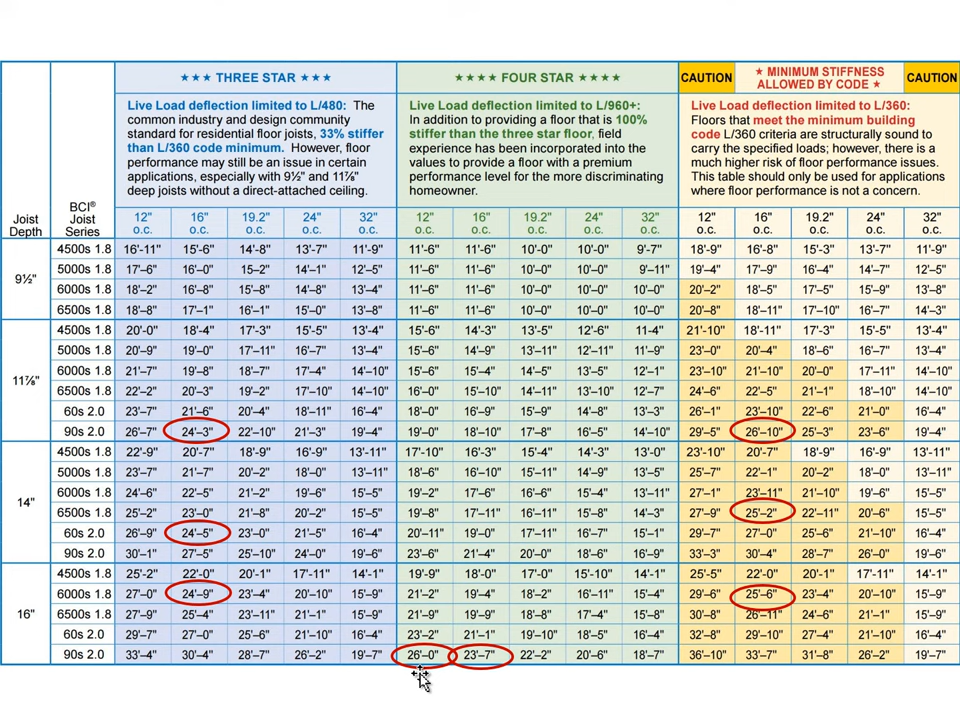 ★★★ THREE STAR ★★★
★★★★ FOUR STAR ★★★★
CAUTION
★ MINIMUM STIFFNESS
ALLOWED BY CODE ★
CAUTION
Live Load deflection limited to L/480: The
common industry and design community
standard for residential floor joists, 33% stiffer
than L/360 code minimum. However, floor
performance may still be an issue in certain
applications, especially with 9½" and 11⅞"
deep joists without a direct-attached ceiling.
Live Load deflection limited to L/960+:
In addition to providing a floor that is 100%
stiffer than the three star floor, field
experience has been incorporated into the
values to provide a floor with a premium
performance level for the more discriminating
homeowner.
Live Load deflection limited to L/360:
Floors that meet the minimum building
code L/360 criteria are structurally sound to
carry the specified loads; however, there is a
much higher risk of floor performance issues.
This table should only be used for applications
where floor performance is not a concern.
Joist
Depth
BCI®
Joist
Series
12" o.c. 16" o.c. 19.2" o.c. 24" o.c. 32" o.c. 12" o.c. 16" o.c. 19.2" o.c. 24" o.c. 32" o.c. 12" o.c. 16" o.c. 19.2" o.c. 24" o.c. 32" o.c.
9½"
4500s 1.8 16'-11" 15'-6" 14'-8" 13'-7" 11'-9" 11'-6" 11'-6" 10'-0" 10'-0" 9'-7" 18'-9" 16'-8" 15'-3" 13'-7" 11'-9"
5000s 1.8 17'–6" 16'–0" 15–2" 14'–1" 12'–5" 11'–6" 11'–6" 10'–0" 10'–0" 9'–11" 19'–4" 17'–9" 16'–4" 14'–7" 12'–5"
6000s 1.8 18'–2" 16'–8" 15'–8" 14'–8" 13'–4" 11'–6" 11'–6" 10'–0" 10'–0" 10'–0" 20'–2" 18'–5" 17'–5" 15'–9" 13'–8"
6500s 1.8 18'–8" 17'–1" 16'–1" 15'–0" 13'–8" 11'–6" 11'–6" 10'–0" 10'–0" 10'–0" 20'–8" 18'–11" 17'–10" 16'–7" 14'–3"
11⅞"
4500s 1.8 20'-0" 18'-4" 17'-3" 15'-5" 13'-4" 15'-6" 14'-3" 13'-5" 12'-6" 11-4" 21'-10" 18'-11" 17'-3" 15'-5" 13'-4"
5000s 1.8 20'–9" 19'–0" 17'–11" 16'–7" 13'–4" 15'–6" 14'–9" 13'–11" 12'–11" 11'–9" 23'–0" 20'–4" 18'–6" 16'–7" 13'–4"
6000s 1.8 21'–7" 19'–8" 18'–7" 17'–4" 14'–10" 15'–6" 15'–4" 14'–5" 13'–5" 12'–1" 23'–10" 21'–10" 20'–0" 17'–11" 14'–10"
6500s 1.8 22'–2" 20'–3" 19'–2" 17'–10" 14'–10" 16'–0" 15'–10" 14'–11" 13'–10" 12'–7" 24'–6" 22'–5" 21'–1" 18'–10" 14'–10"
60s 2.0 23'–7" 21'–6" 20'–4" 18'–11" 16'–4" 18'–0" 16'–9" 15'–9" 14'–8" 13'–3" 26'–1" 23'–10" 22'–6" 21'–0" 16'–4"
90s 2.0 26'–7" 24'–3" 22'–10" 21'–3" 19'–4" 19'–0" 18'–10" 17'–8" 16'–5" 14'–10" 29'–5" 26'–10" 25'–3" 23'–6" 19'–4"
14"
4500s 1.8 22'-9" 20'-7" 18'-9" 16'-9" 13'-11" 17'-10" 16'-3" 15'-4" 14'-3" 13'-0" 23'-10" 20'-7" 18'-9" 16'-9" 13'-11"
5000s 1.8 23'–7" 21'–7" 20'–2" 18'–0" 13'–11" 18'–6" 16'–11" 15'–11" 14'–9" 13'–5" 25'–7" 22'–1" 20'–2" 18'–0" 13'–11"
6000s 1.8 24'–6" 22'–5" 21'–2" 19'–6" 15'–5" 19'–2" 17'–6" 16'–6" 15'–4" 13'–11" 27'–1" 23'–11" 21'–10" 19'–6" 15'–5"
6500s 1.8 25'–2" 23'–0" 21'–8" 20'–2" 15'–5" 19'–8" 17'–11" 16'–11" 15'–9" 14'–3" 27'–9" 25'–2" 22'–11" 20'–6" 15'–5"
60s 2.0 26'–9" 24'–5" 23'–0" 21'–5" 16'–4" 20'–11" 19'–0" 17'–11" 16'–7" 15'–1" 29'–7 27'–0" 25'–6" 21'–10" 16'–4"
90s 2.0 30'–1" 27'–5" 25'–10" 24'–0" 19'–6" 23'–6" 21'–4" 20'–0" 18'–7" 16'–10" 33'–3" 30'–4" 28'–7" 26'–0" 19'–6"
16"
4500s 1.8 25'-2" 22'-0" 20'-1" 17'-11" 14'-1" 19'-9" 18'-0" 17'-0" 15'-10" 14'-3" 25'-5" 22'-0" 20'-1" 17'-11" 14'-1"
6000s 1.8 27'–0" 24'–9" 23'–4" 20'–10" 15'–9" 21'–2" 19'–4" 18'–2" 16'–11" 15'–4" 29'–6" 25'–6" 23'–4" 20'–10" 15'–9"
6500s 1.8 27'–9" 25'–4" 23'–11" 21'–1" 15'–9" 21'–9" 19'–9" 18'–8" 17'–4" 15'–8" 30'–8" 26'–11" 24'–6" 21'–1" 15'–9"
60s 2.0 29'–7" 27'–0" 25'–6" 21'–10" 16'–4" 23'–2" 21'–1" 19'–10" 18'–5" 16'–4" 32'–8" 29'–10" 27'–4" 21'–10" 16'–4"
90s 2.0 33'–4" 30'–4" 28'–7" 26'–2" 19'–7" 26'–0" 23'–7" 22'–2" 20'–6" 18'–7" 36'–10" 33'–7" 31'–8" 26'–2" 19'–7"